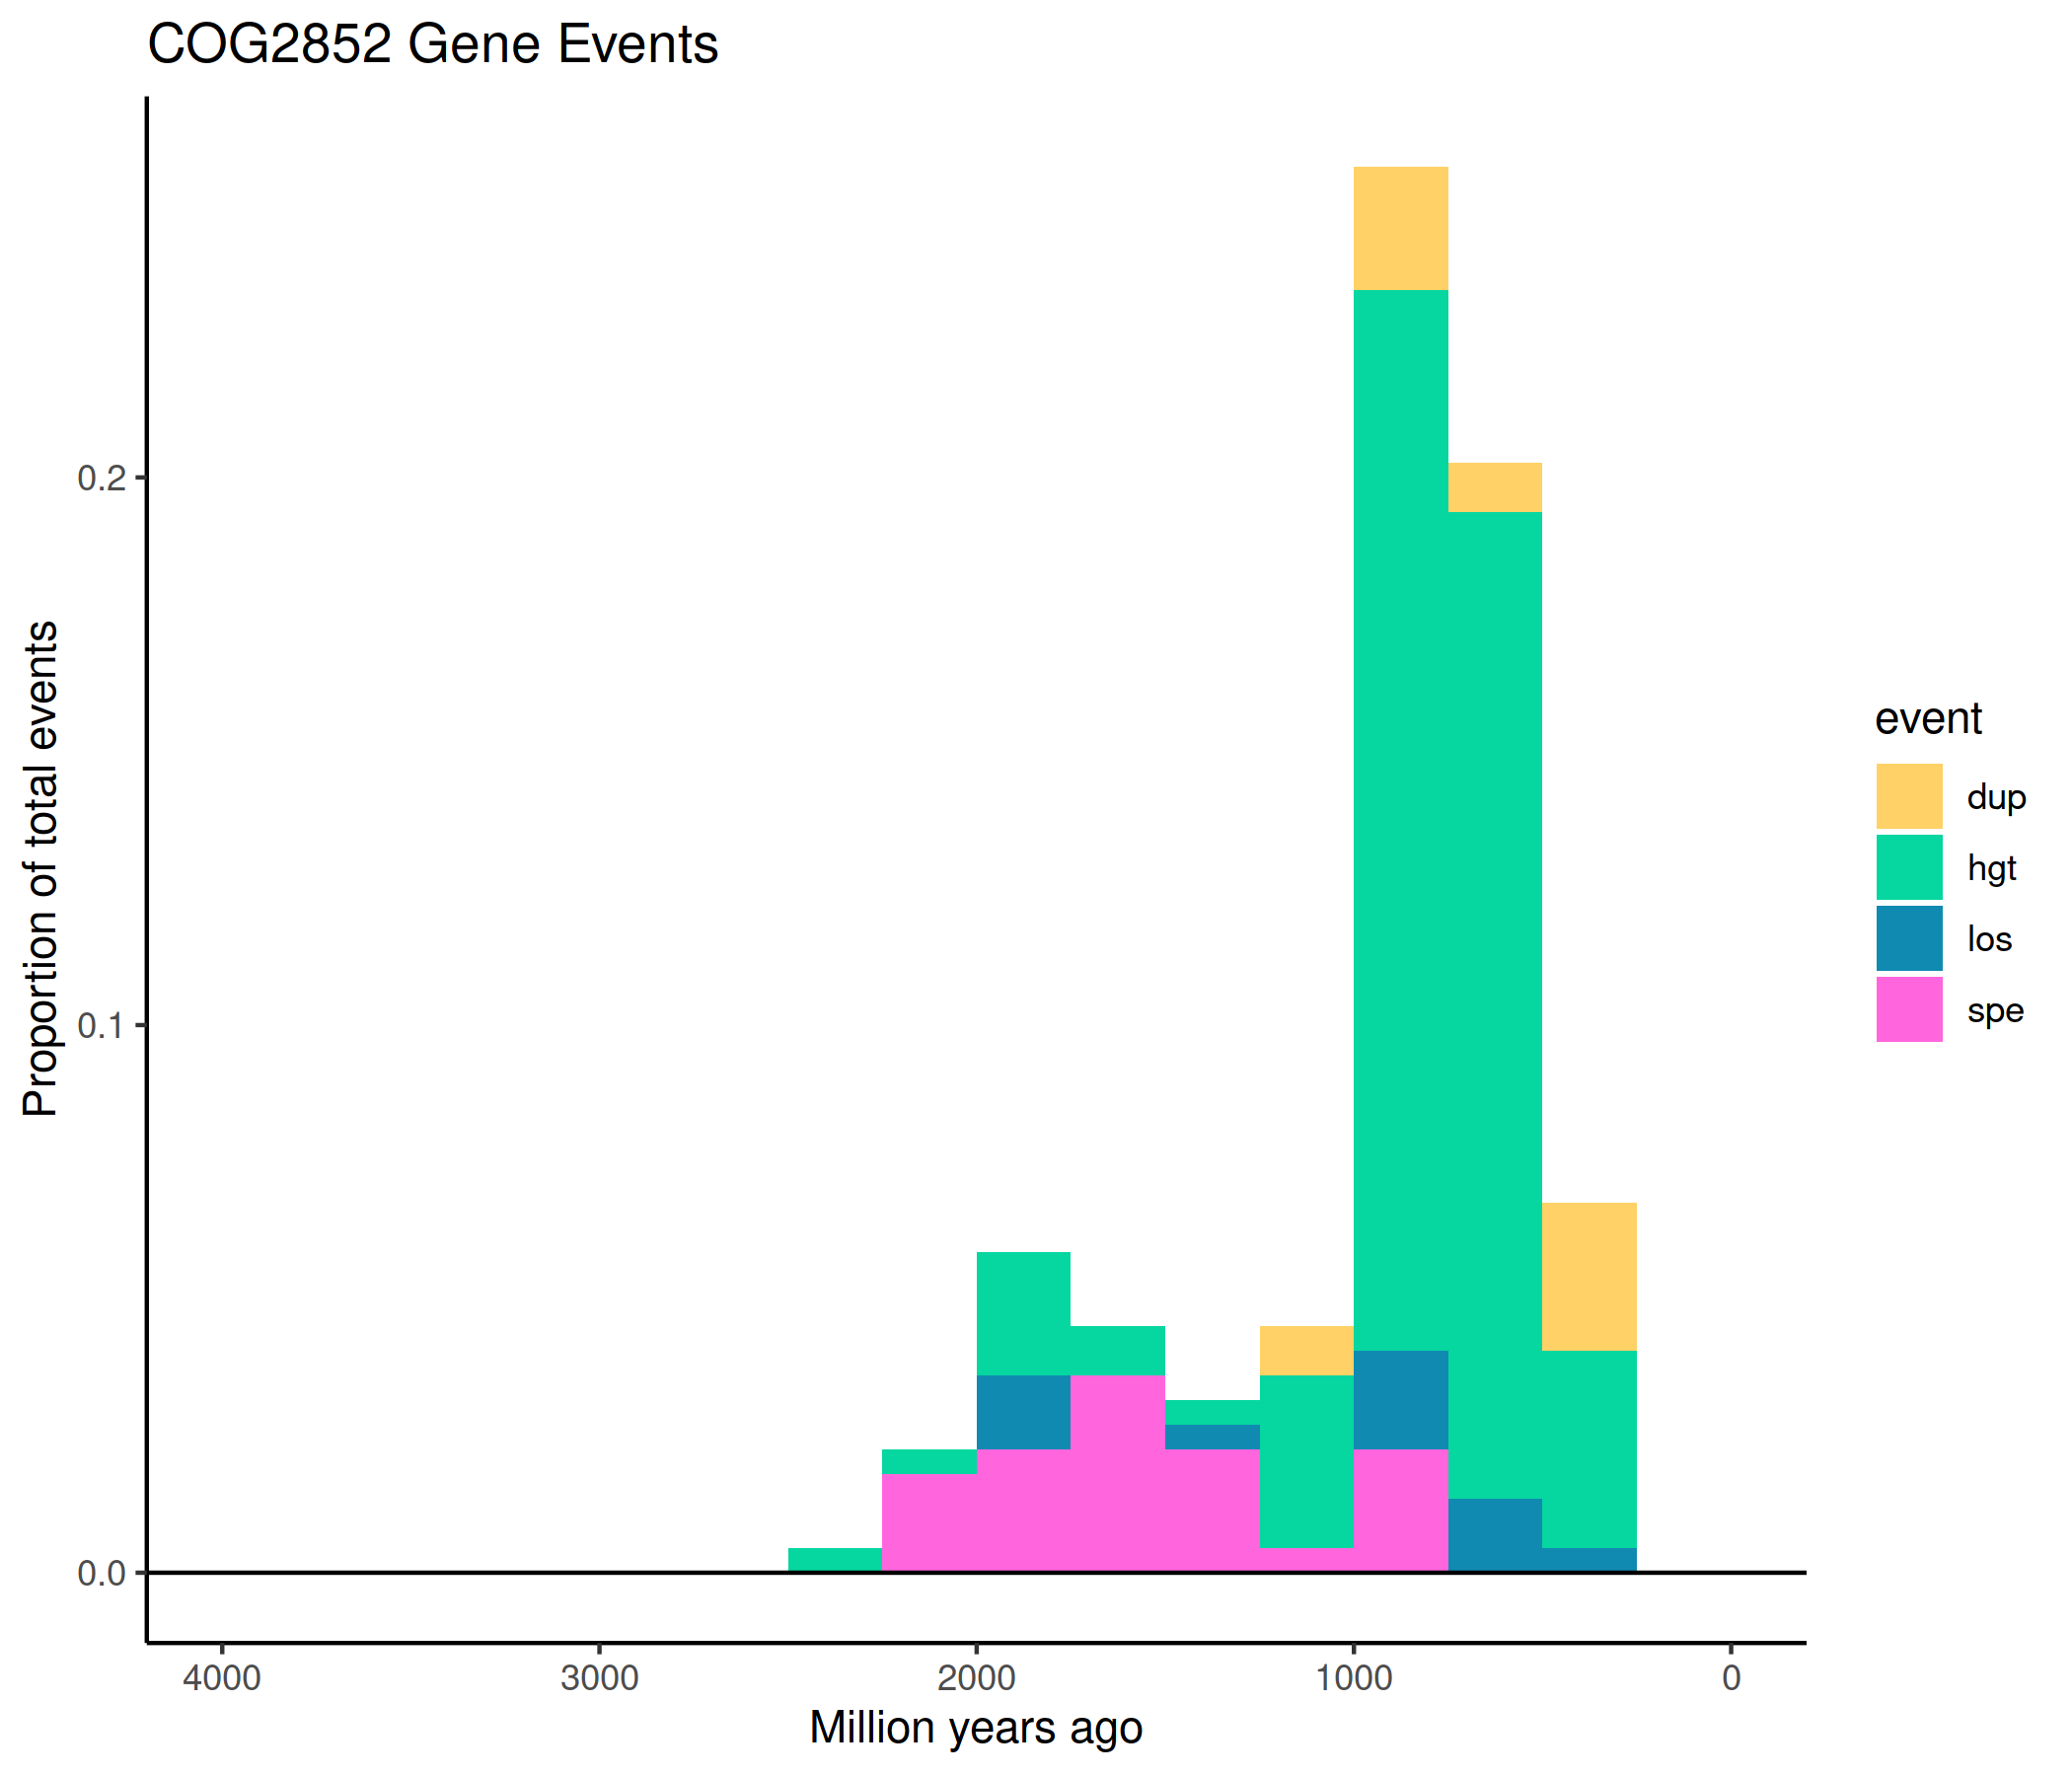 COG2852 Gene Events
Proportion of total events
0.2
0.1
0.0
4000 3000 2000 1000 0
Million years ago
event
dup
hgt
los
spe